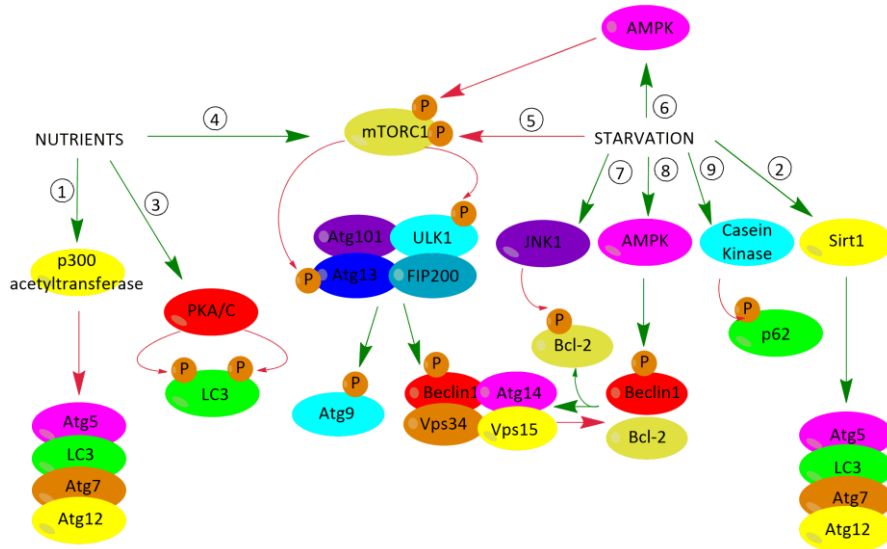 AMPK
6
P
4
P
mTORC1
5
NUTRIENTS
STARVATION
1
3
7
8
9
2
P
Atg101
ULK1
JNK1
AMPK
Casein
Kinase
Sirt1
p300
acetyltransferase
P
Atg13
FIP200
PKA/C
P
P
P
P
Bcl-2
p62
LC3
P
P
P
Atg9
Beclin1
Atg14
Beclin1
Vps34
Vps15
Bcl-2
Atg5
LC3
Atg7
Atg12
Atg5
LC3
Atg7
Atg12